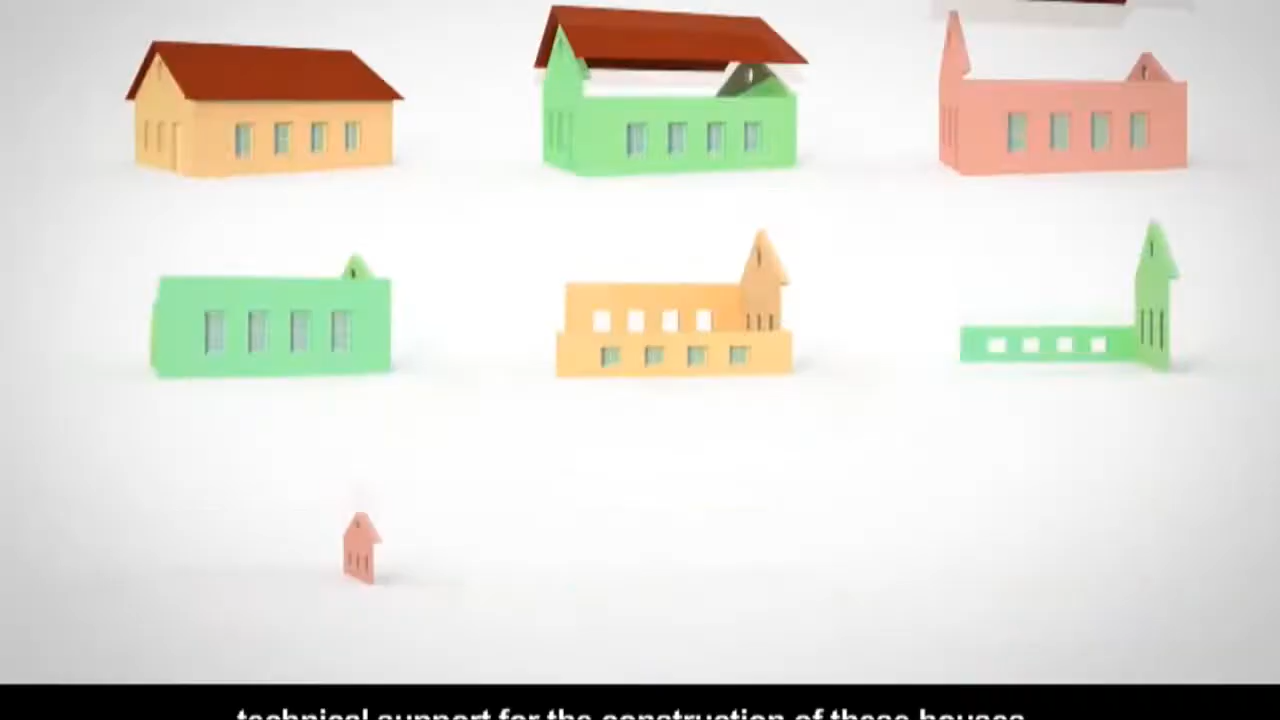 technical support for the construction of these houses